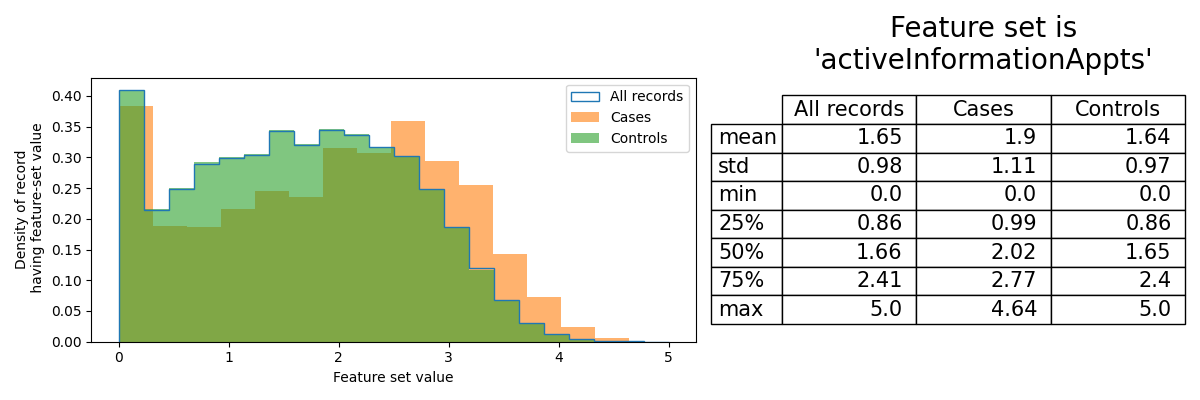 Feature set is
'activeInformationAppts'
Density of record
having feature-set value
0.40
0.35
0.30
0.25
0.20
0.15
0.10
0.05
0.00
0 1 2 3 4 5
Feature set value
All records
Cases
Controls
All records Cases Controls
mean 1.65 1.9 1.64
std 0.98 1.11 0.97
min 0.0 0.0 0.0
25% 0.86 0.99 0.86
50% 1.66 2.02 1.65
75% 2.41 2.77 2.4
max 5.0 4.64 5.0